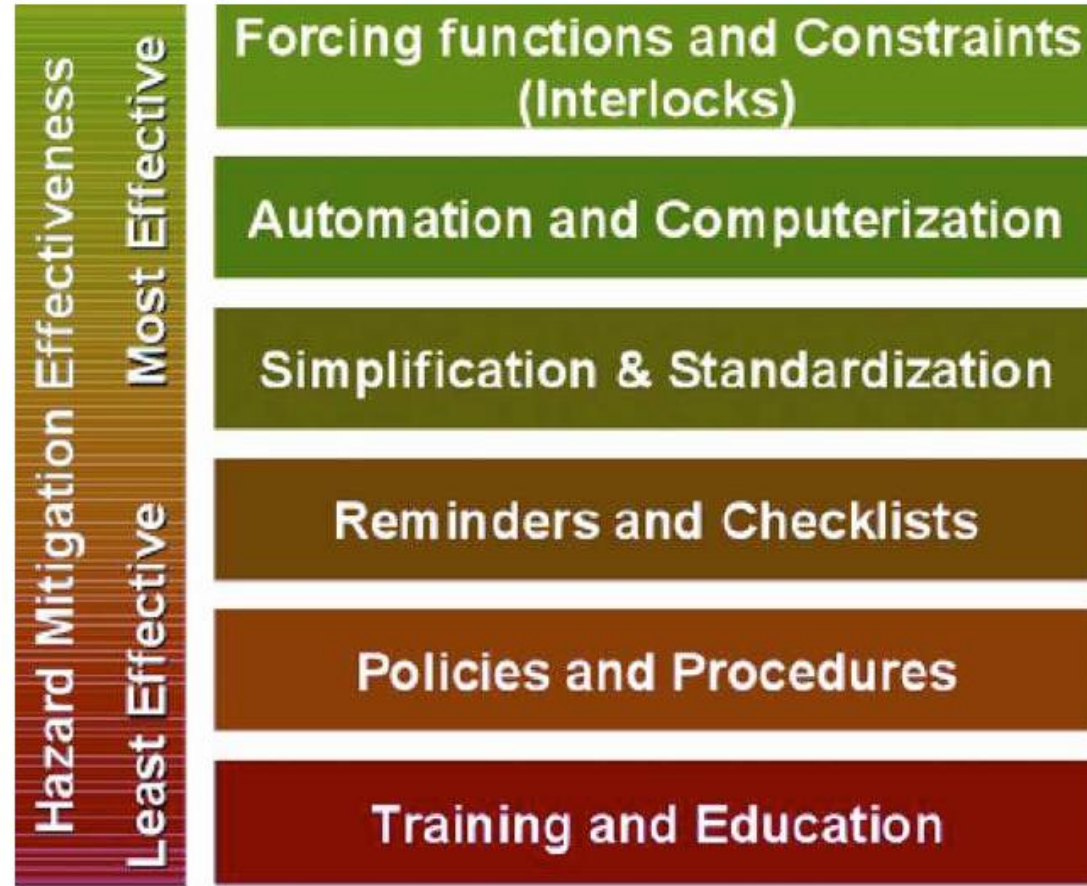 Hazard Mitigation Effectiveness
Most Effective
Least Effective
Forcing functions and Constraints
(Interlocks)
Automation and Computerization
Simplification & Standardization
Reminders and Checklists
Policies and Procedures
Training and Education